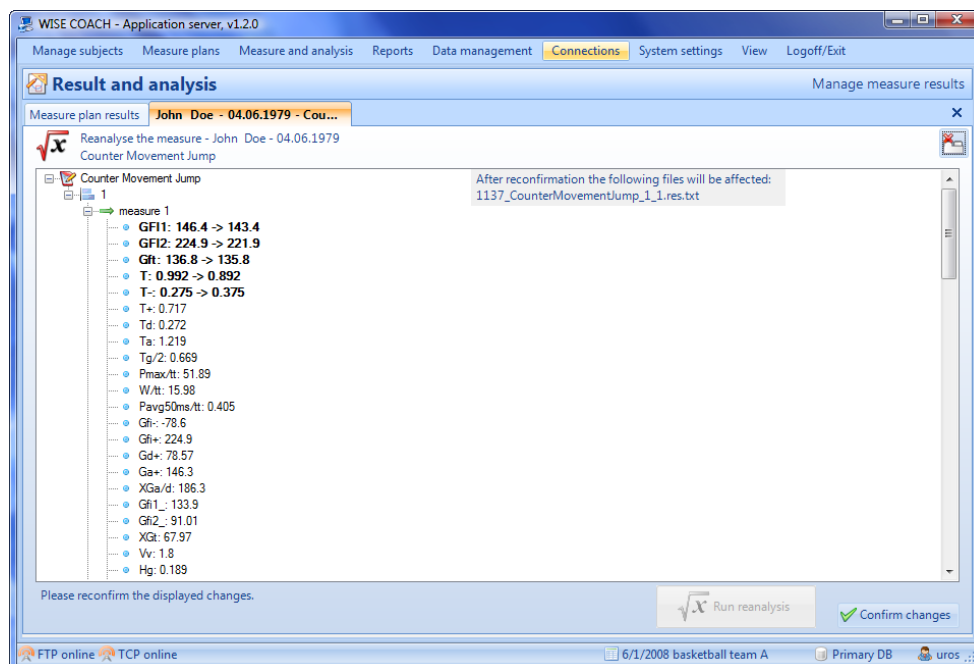 WISE COACH - Application server, v1.2.0
Manage subjects Measure plans Measure and analysis Reports Data management Connections System settings View Logoff/Exit
Result and analysis Manage measure results
Measure plan results John Doe - 04.06.1979 - Cou...
Reanalyse the measure - John Doe - 04.06.1979
Counter Movement Jump
Counter Movement Jump
After reconfirmation the following files will be affected:
1137_CounterMovementJump_1_1.res.txt
1
measure 1
GFI1: 146.4 -> 143.4
GFI2: 224.9 -> 221.9
Gft: 136.8 -> 135.8
T: 0.992 -> 0.892
T-: 0.275 -> 0.375
T+: 0.717
Td: 0.272
Ta: 1.219
Tg/2: 0.669
Pmax/tt: 51.89
W/tt: 15.98
Pavg50ms/tt: 0.405
Gfi-: -78.6
Gfi+: 224.9
Gd+: 78.57
Ga+: 146.3
XGa/d: 186.3
Gfi1_: 133.9
Gfi2_: 91.01
XGt: 67.97
Vv: 1.8
Hg: 0.189
Please reconfirm the displayed changes.
√x Run reanalysis
Confirm changes
FTP online TCP online 6/1/2008 basketball team A Primary DB uros